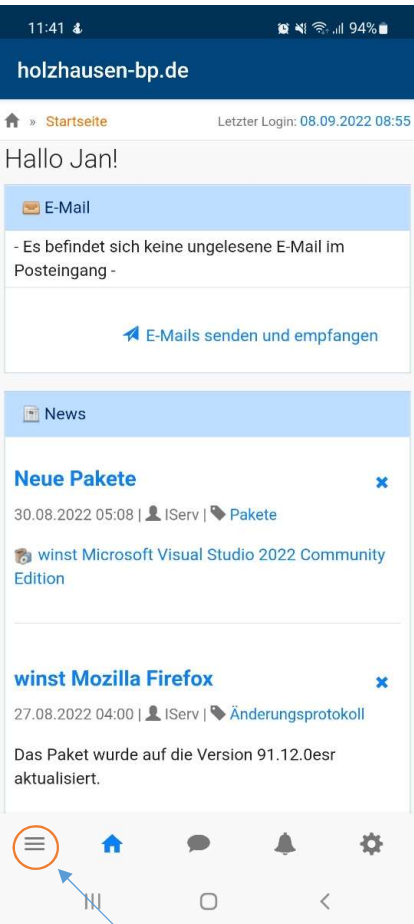 11:41 94%
holzhausen-bp.de
» Startseite Letzter Login: 08.09.2022 08:55
Hallo Jan!
E-Mail
- Es befindet sich keine ungelesene E-Mail im
Posteingang -
E-Mails senden und empfangen
News
Neue Pakete
30.08.2022 05:08 | IServ | Pakete
winst Microsoft Visual Studio 2022 Community
Edition
winst Mozilla Firefox
27.08.2022 04:00 | IServ | Änderungsprotokoll
Das Paket wurde auf die Version 91.12.0esr
aktualisiert.